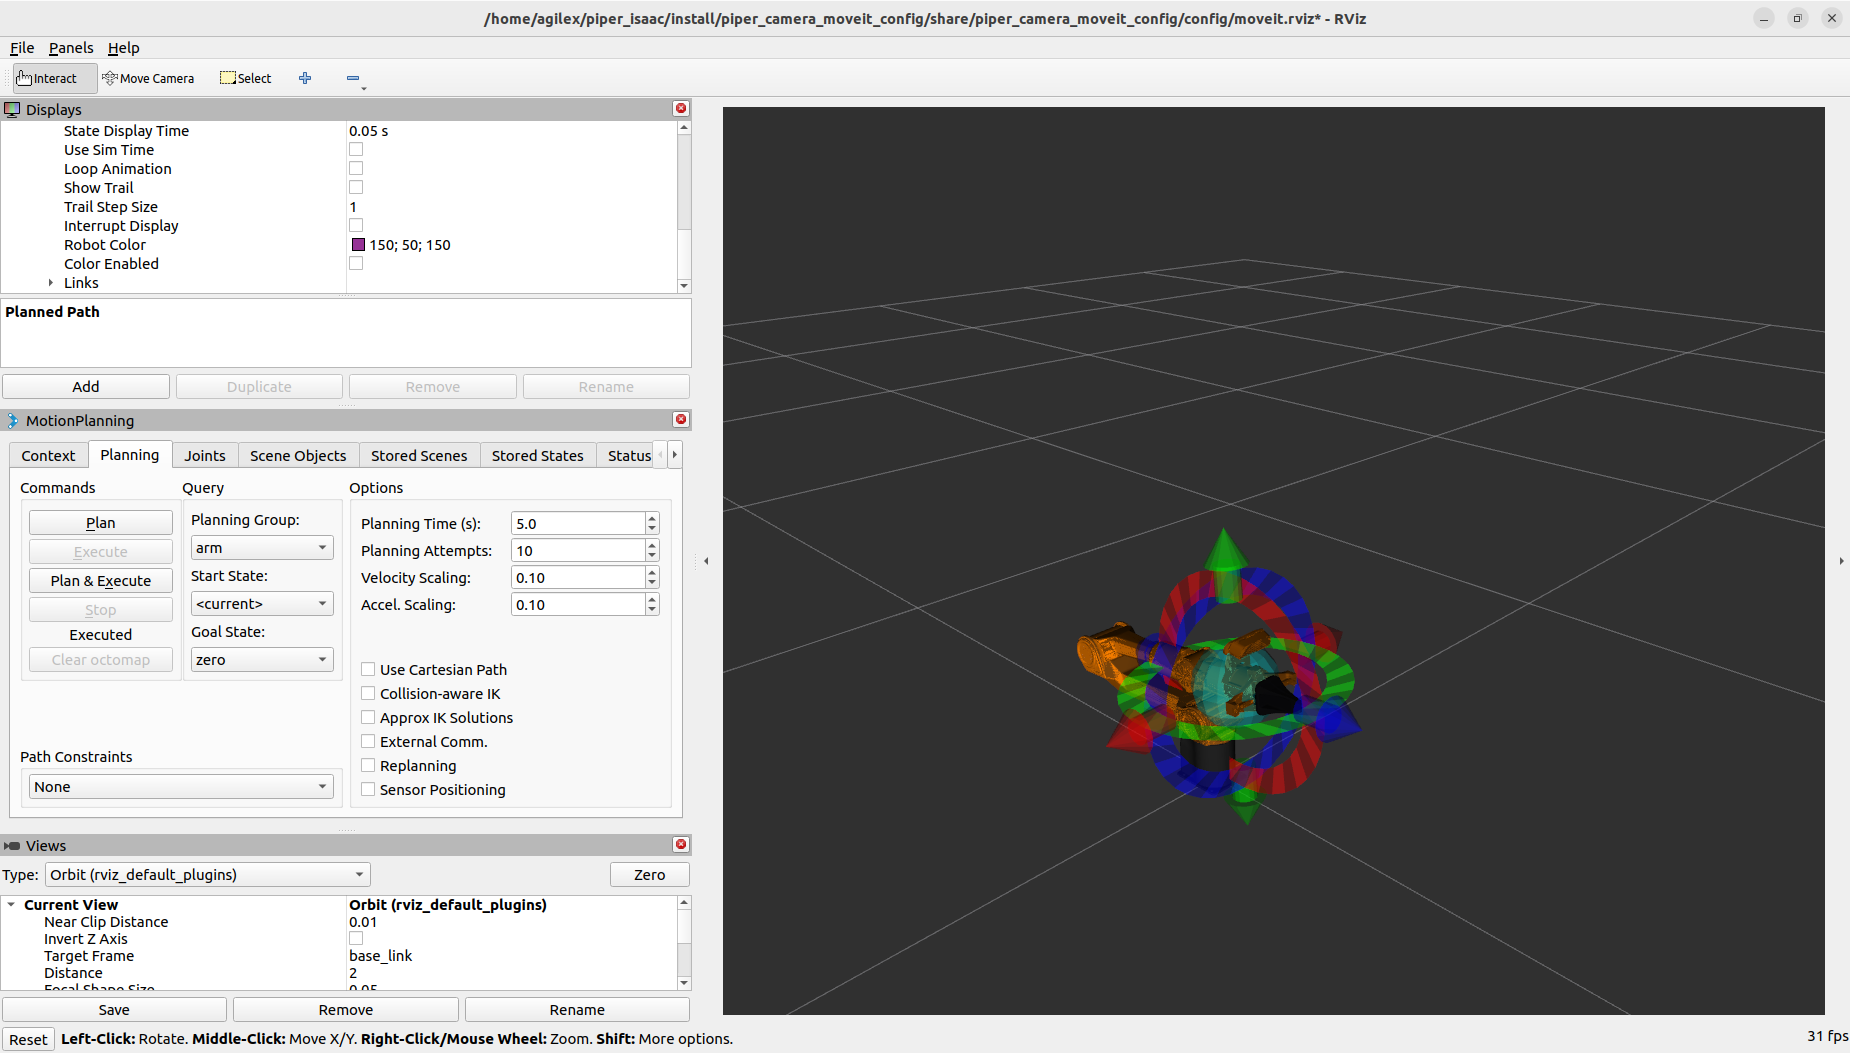 /home/agilex/piper_isaac/install/piper_camera_moveit_config/share/piper_camera_moveit_config/config/moveit.rviz* - RViz
File Panels Help
Interact Move Camera Select
Displays
State Display Time 0.05 s
Use Sim Time
Loop Animation
Show Trail
Trail Step Size 1
Interrupt Display
Robot Color 150; 50; 150
Color Enabled
Links
Planned Path
Add Duplicate Remove Rename
MotionPlanning
Context Planning Joints Scene Objects Stored Scenes Stored States Status
Commands Query Options
Plan
Execute
Plan & Execute
Stop
Executed
Clear octomap
Planning Group:
arm
Start State:
<current>
Goal State:
zero
Planning Time (s): 5.0
Planning Attempts: 10
Velocity Scaling: 0.10
Accel. Scaling: 0.10
Use Cartesian Path
Collision-aware IK
Approx IK Solutions
External Comm.
Replanning
Sensor Positioning
Path Constraints
None
Views
Type: Orbit (rviz_default_plugins) Zero
Current View Orbit (rviz_default_plugins)
Near Clip Distance 0.01
Invert Z Axis
Target Frame base_link
Distance 2
Focal Shape Size 0.05
Save Remove Rename
Reset Left-Click: Rotate. Middle-Click: Move X/Y. Right-Click/Mouse Wheel: Zoom. Shift: More options.
31 fps